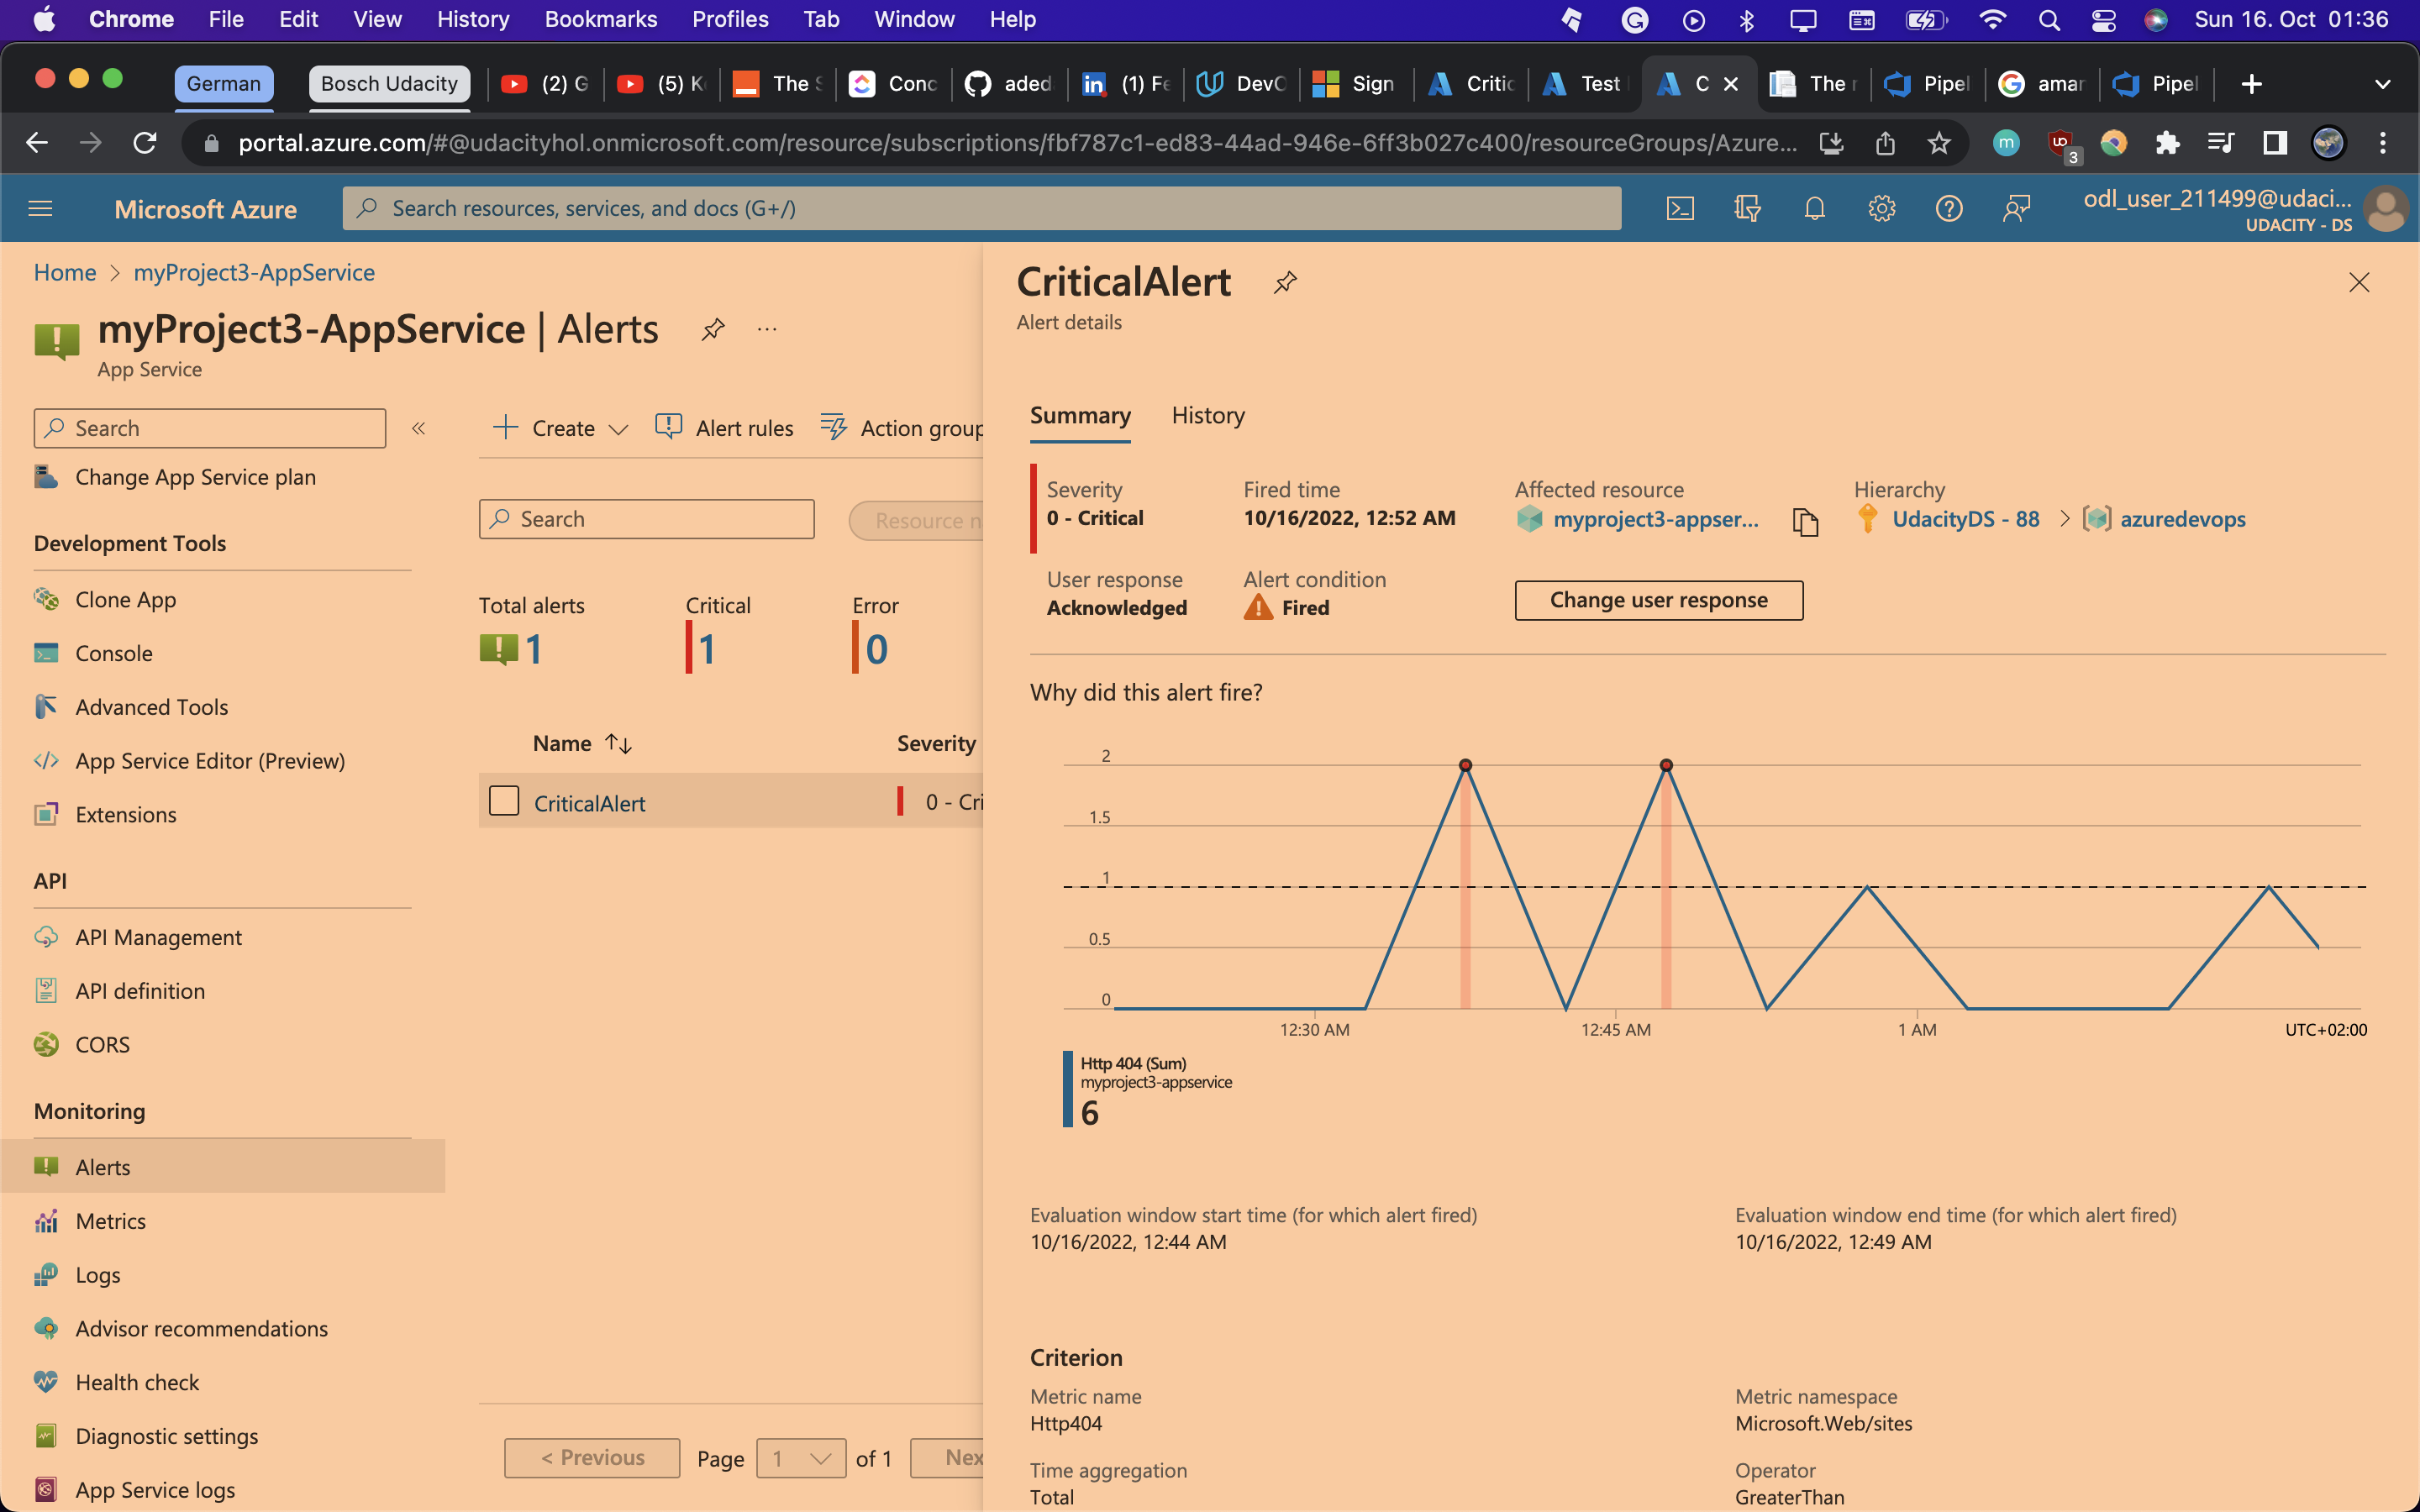 Chrome File Edit View History Bookmarks Profiles Tab Window Help
Sun 16. Oct 01:36
German Bosch Udacity (2) G (5) K The S Conc aded (1) Fe DevO Sign Critic Test C The r Pipel amar Pipel
portal.azure.com/#@udacityhol.onmicrosoft.com/resource/subscriptions/fbf787c1-ed83-44ad-946e-6ff3b027c400/resourceGroups/Azure...
m
3
Microsoft Azure
Search resources, services, and docs (G+/)
odl_user_211499@udaci...
UDACITY - DS
Home > myProject3-AppService
myProject3-AppService | Alerts
...
App Service
Search
Change App Service plan
Development Tools
Clone App
Console
Advanced Tools
App Service Editor (Preview)
Extensions
API
API Management
API definition
CORS
Monitoring
Alerts
Metrics
Logs
Advisor recommendations
Health check
Diagnostic settings
App Service logs
Create
Alert rules
Action group
Search
Resource n
Total alerts
1
Critical
1
Error
0
Name
Severity
CriticalAlert
0 - Cri
< Previous
Page 1 of 1
Nex
CriticalAlert
Alert details
Summary
History
Severity
0 - Critical
Fired time
10/16/2022, 12:52 AM
Affected resource
myproject3-appser...
Hierarchy
UdacityDS - 88 > azuredevops
User response
Acknowledged
Alert condition
Fired
Change user response
Why did this alert fire?
2
1.5
1
0.5
0
12:30 AM
12:45 AM
1 AM
UTC+02:00
Http 404 (Sum)
myproject3-appservice
6
Evaluation window start time (for which alert fired)
10/16/2022, 12:44 AM
Evaluation window end time (for which alert fired)
10/16/2022, 12:49 AM
Criterion
Metric name
Http404
Metric namespace
Microsoft.Web/sites
Time aggregation
Total
Operator
GreaterThan